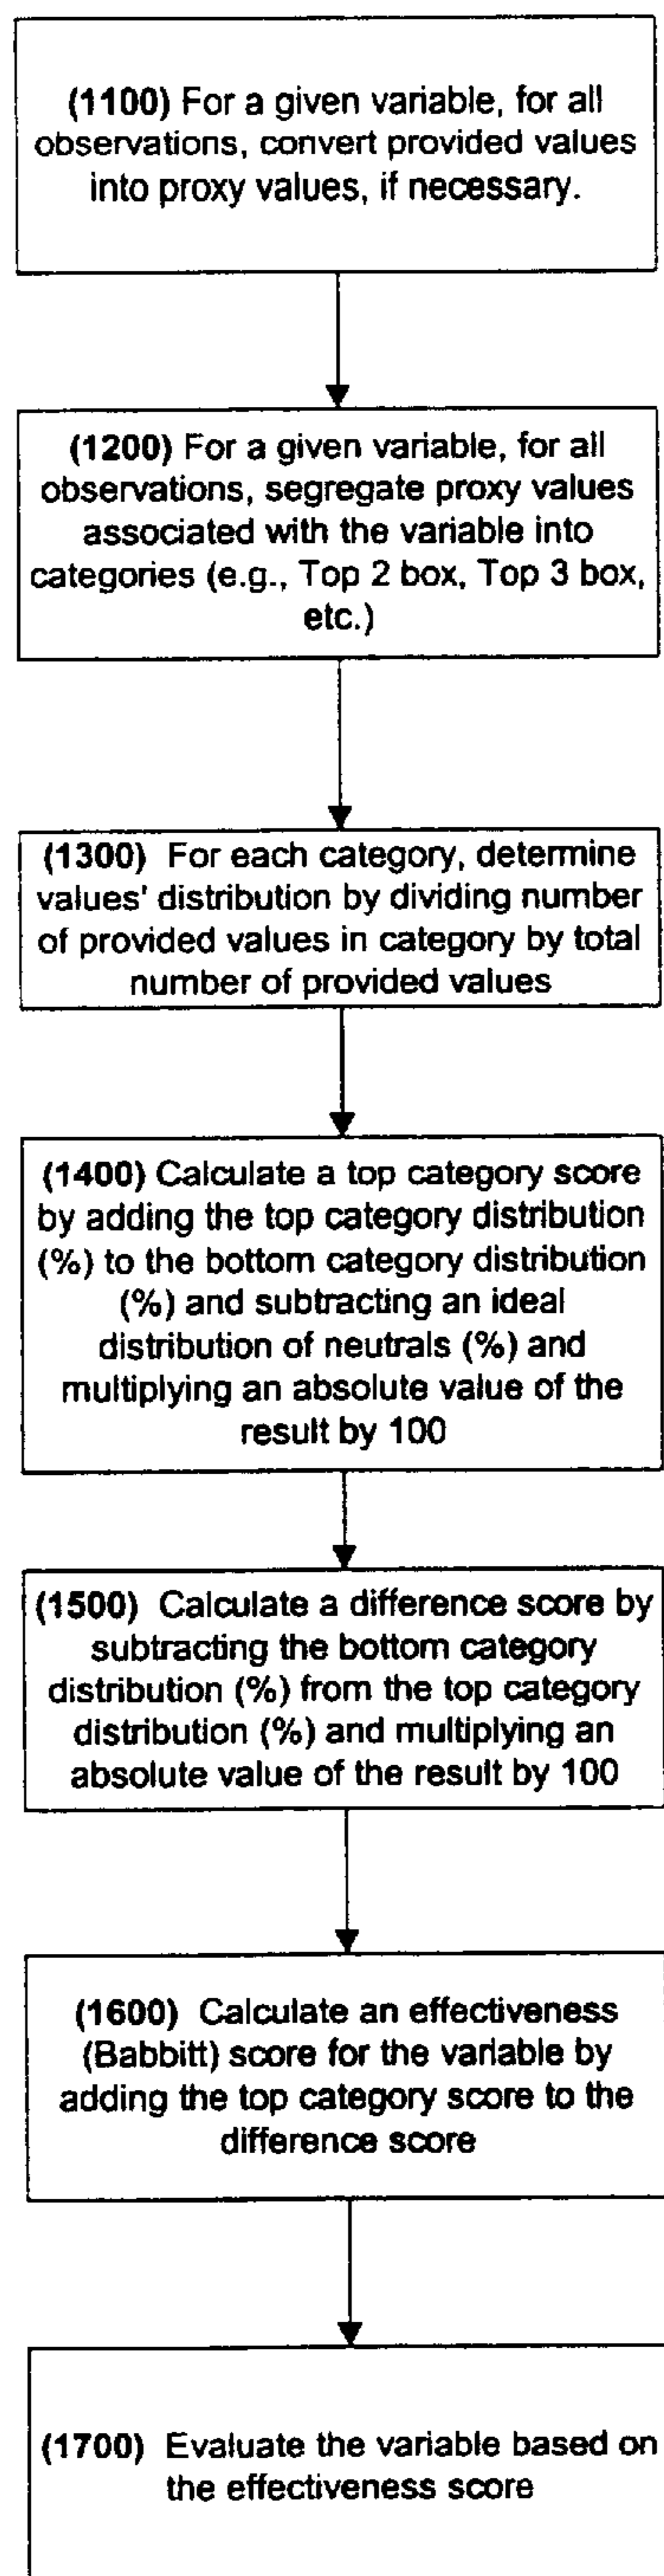 (1100) For a given variable, for all
observations, convert provided values
into proxy values, if necessary.
(1200) For a given variable, for all
observations, segregate proxy values
associated with the variable into
categories (e.g., Top 2 box, Top 3 box,
etc.)
(1300) For each category, determine
values' distribution by dividing number
of provided values in category by total
number of provided values
(1400) Calculate a top category score
by adding the top category distribution
(%) to the bottom category distribution
(%) and subtracting an ideal
distribution of neutrals (%) and
multiplying an absolute value of the
result by 100
(1500) Calculate a difference score by
subtracting the bottom category
distribution (%) from the top category
distribution (%) and multiplying an
absolute value of the result by 100
(1600) Calculate an effectiveness
(Babbitt) score for the variable by
adding the top category score to the
difference score
(1700) Evaluate the variable based on
the effectiveness score